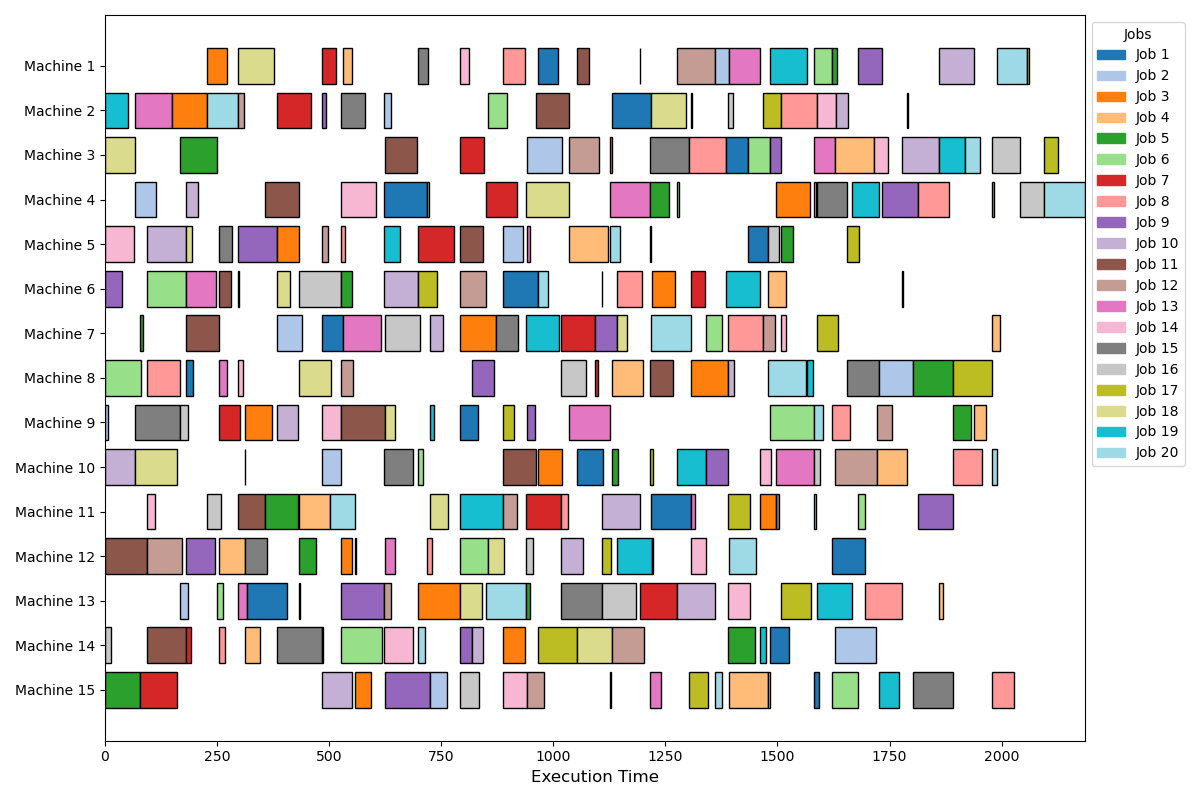 Machine 1
Machine 2
Machine 3
Machine 4
Machine 5
Machine 6
Machine 7
Machine 8
Machine 9
Machine 10
Machine 11
Machine 12
Machine 13
Machine 14
Machine 15
0 250 500 750 1000 1250 1500 1750 2000
Execution Time
Jobs
Job 1
Job 2
Job 3
Job 4
Job 5
Job 6
Job 7
Job 8
Job 9
Job 10
Job 11
Job 12
Job 13
Job 14
Job 15
Job 16
Job 17
Job 18
Job 19
Job 20